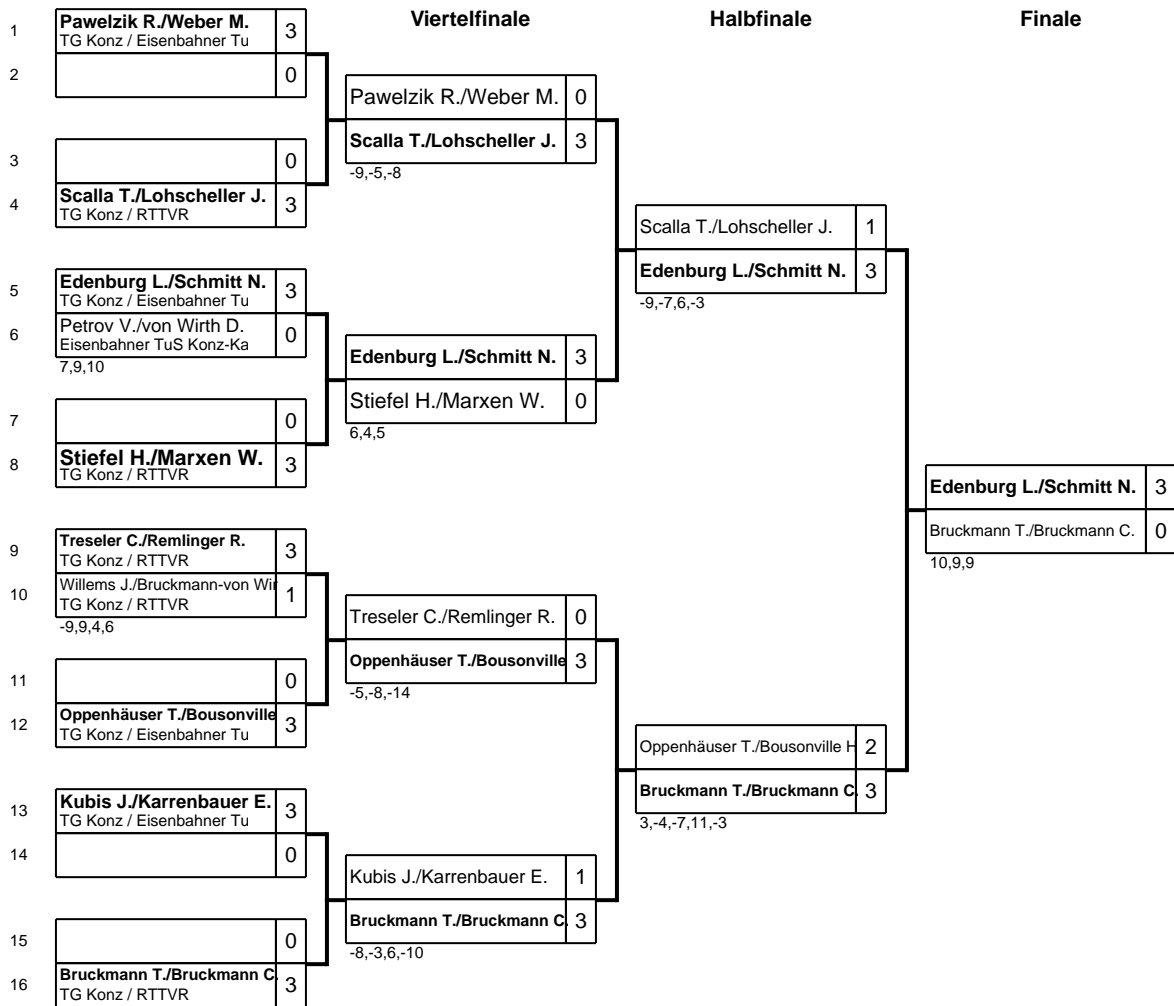 Viertelfinale
Halbfinale
Finale
1
Pawelzik R./Weber M.
TG Konz / Eisenbahner Tu
3
2
0
3
0
4
Scalla T./Lohscheller J.
TG Konz / RTTVR
3
5
Edenburg L./Schmitt N.
TG Konz / Eisenbahner Tu
3
6
Petrov V./von Wirth D.
Eisenbahner TuS Konz-Ka
0
7,9,10
7
0
8
Stiefel H./Marxen W.
TG Konz / RTTVR
3
9
Treseler C./Remlinger R.
TG Konz / RTTVR
3
10
Willems J./Bruckmann-von Wir
TG Konz / RTTVR
1
-9,9,4,6
11
0
12
Oppenhäuser T./Bousonville
TG Konz / Eisenbahner Tu
3
13
Kubis J./Karrenbauer E.
TG Konz / Eisenbahner Tu
3
14
0
15
0
16
Bruckmann T./Bruckmann C.
TG Konz / RTTVR
3
Pawelzik R./Weber M. 0
Scalla T./Lohscheller J. 3
-9,-5,-8
Edenburg L./Schmitt N. 3
Stiefel H./Marxen W. 0
6,4,5
Treseler C./Remlinger R. 0
Oppenhäuser T./Bousonville 3
-5,-8,-14
Kubis J./Karrenbauer E. 1
Bruckmann T./Bruckmann C. 3
-8,-3,6,-10
Scalla T./Lohscheller J. 1
Edenburg L./Schmitt N. 3
-9,-7,6,-3
Oppenhäuser T./Bousonville H 2
Bruckmann T./Bruckmann C. 3
3,-4,-7,11,-3
Edenburg L./Schmitt N. 3
Bruckmann T./Bruckmann C. 0
10,9,9